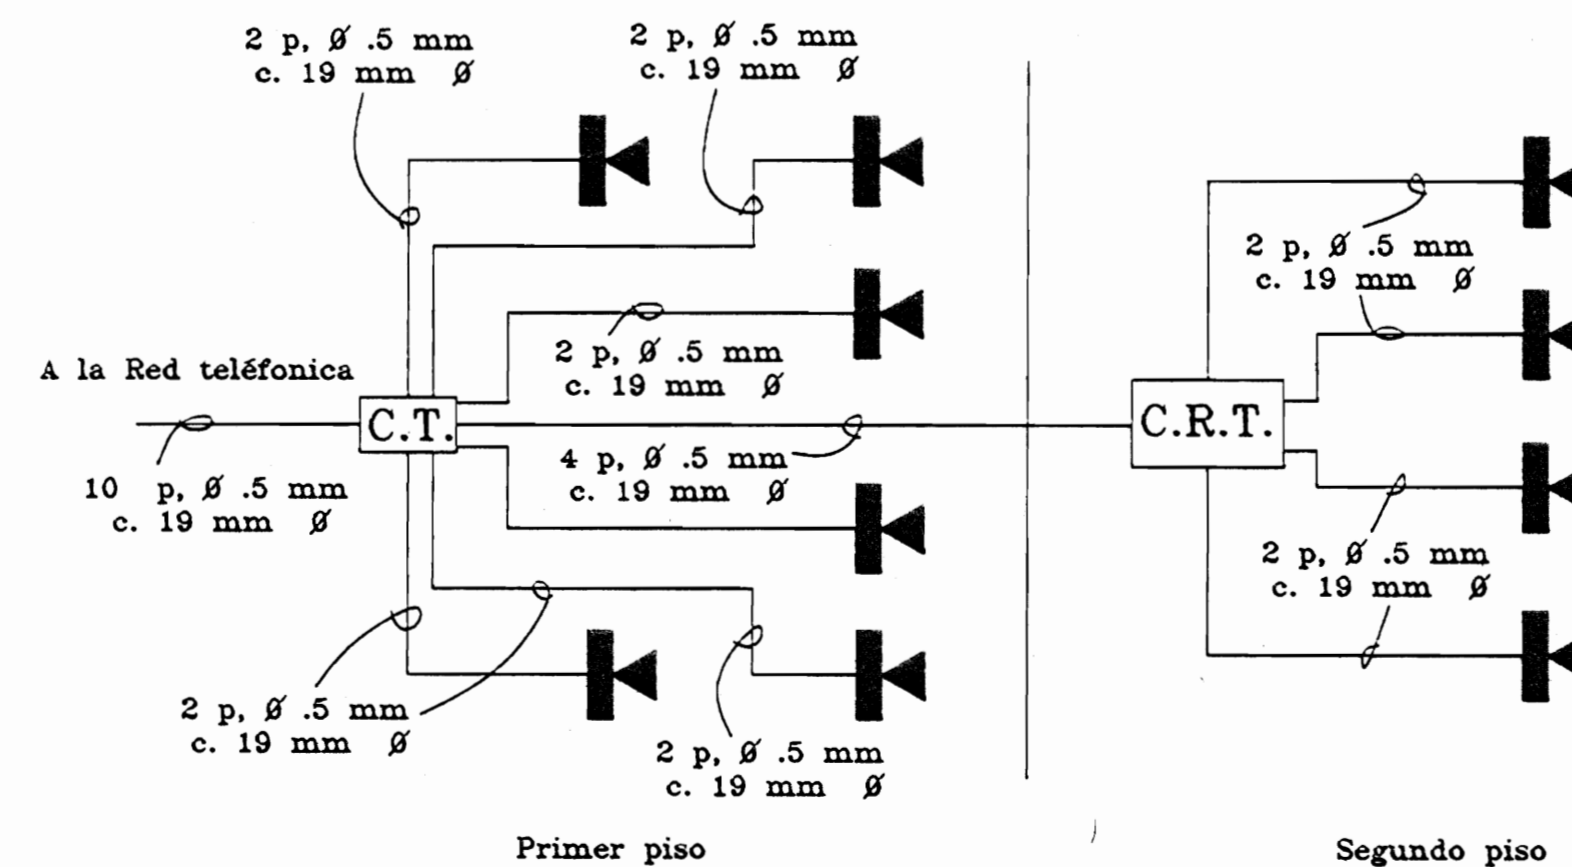 2 p, Ø .5 mm
c. 19 mm Ø
2 p, Ø .5 mm
c. 19 mm Ø
2 p, Ø .5 mm
c. 19 mm Ø
2 p, Ø .5 mm
c. 19 mm Ø
A la Red teléfonica
C.T.
C.R.T.
4 p, Ø .5 mm
c. 19 mm Ø
10 p, Ø .5 mm
c. 19 mm Ø
2 p, Ø .5 mm
c. 19 mm Ø
2 p, Ø .5 mm
c. 19 mm Ø
2 p, Ø .5 mm
c. 19 mm Ø
Primer piso
Segundo piso